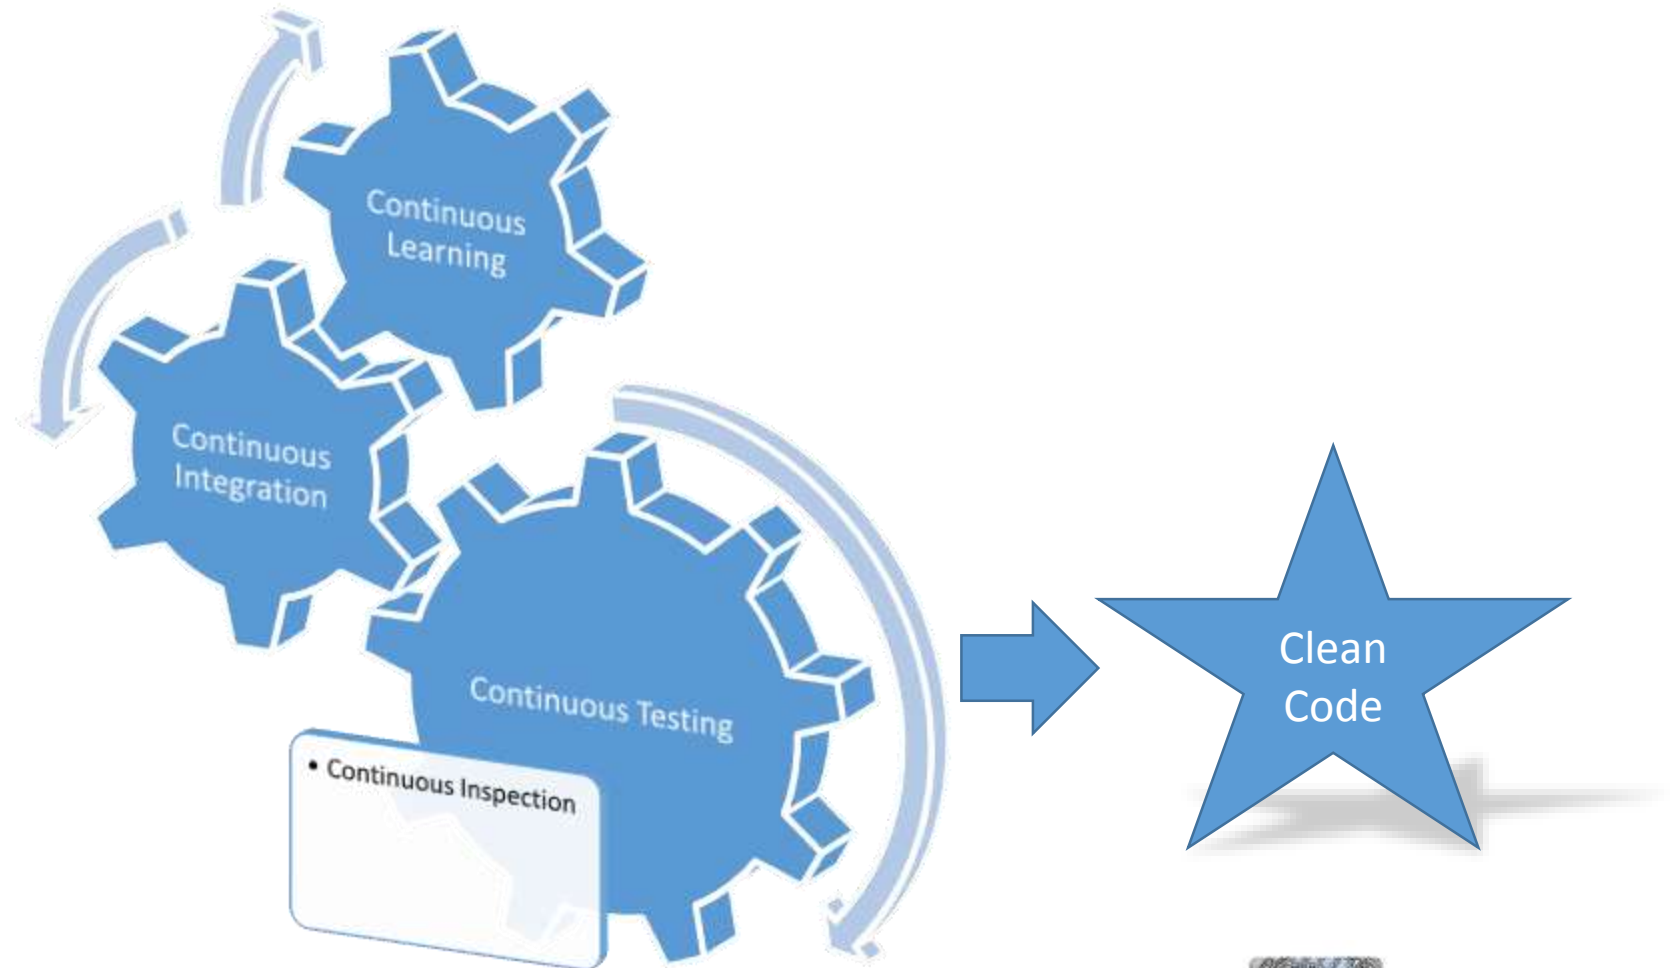 Continuous
Learning
Continuous
Integration
Continuous Testing
• Continuous Inspection
Clean
Code